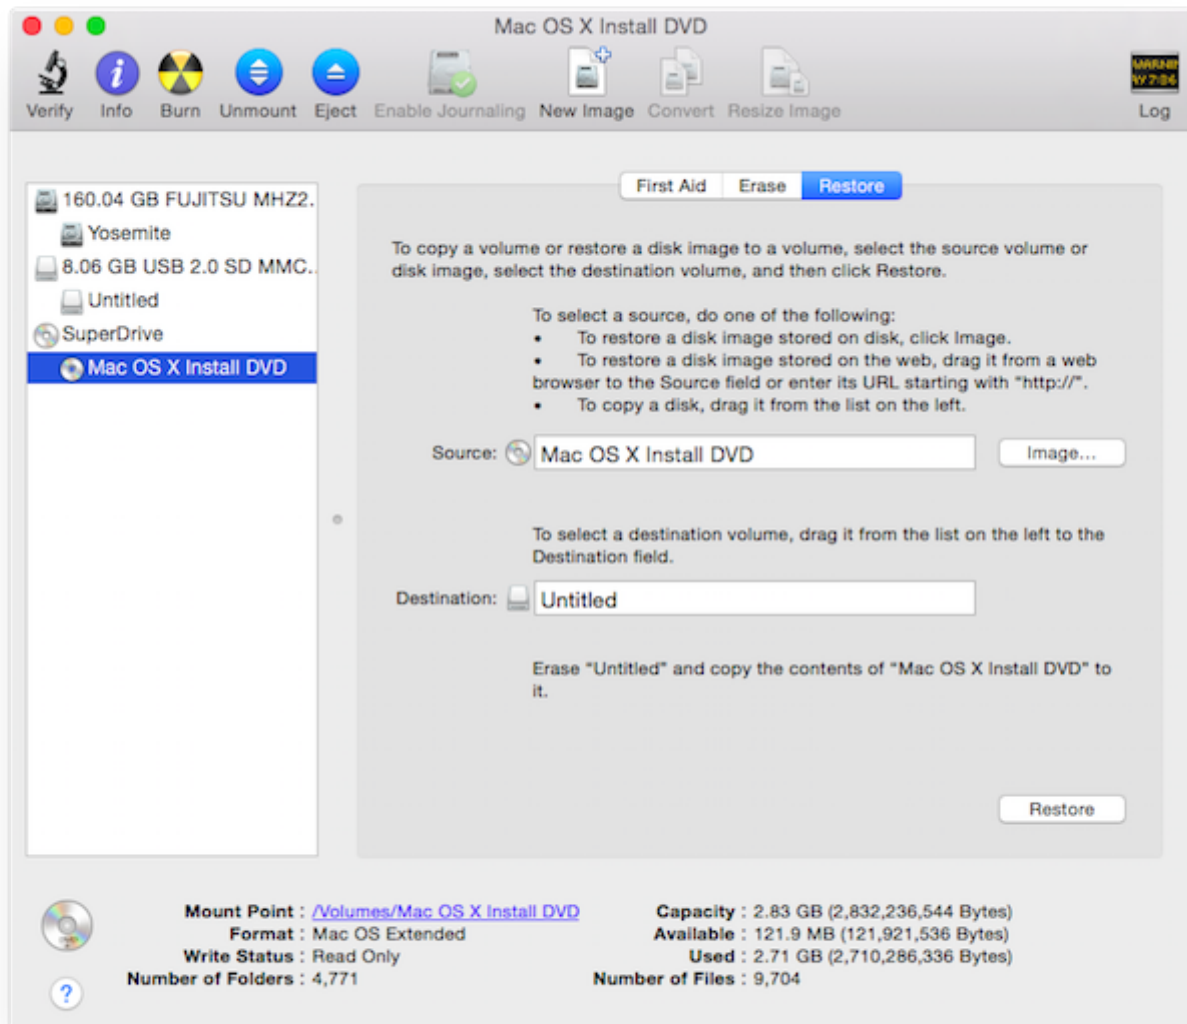 Mac OS X Install DVD
Verify Info Burn Unmount Eject Enable Journaling New Image Convert Resize Image Log
First Aid Erase Restore
160.04 GB FUJITSU MHZ2.
Yosemite
8.06 GB USB 2.0 SD MMC..
Untitled
SuperDrive
Mac OS X Install DVD
To copy a volume or restore a disk image to a volume, select the source volume or
disk image, select the destination volume, and then click Restore.
To select a source, do one of the following:
• To restore a disk image stored on disk, click Image.
• To restore a disk image stored on the web, drag it from a web
browser to the Source field or enter its URL starting with “http://”.
• To copy a disk, drag it from the list on the left.
Source: Mac OS X Install DVD Image...
To select a destination volume, drag it from the list on the left to the
Destination field.
Destination: Untitled
Erase “Untitled” and copy the contents of “Mac OS X Install DVD” to
it.
Restore
Mount Point : /Volumes/Mac OS X Install DVD
Format : Mac OS Extended
Write Status : Read Only
Number of Folders : 4,771
Capacity : 2.83 GB (2,832,236,544 Bytes)
Available : 121.9 MB (121,921,536 Bytes)
Used : 2.71 GB (2,710,286,336 Bytes)
Number of Files : 9,704
?